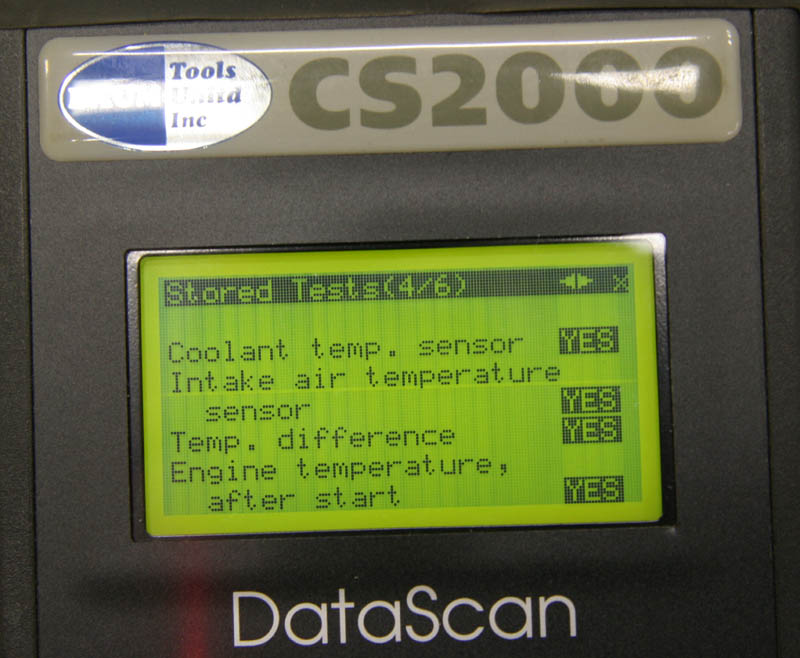 Tools
Inc
CS2000
Stored Tests(4/6)
Coolant temp. sensor YES
Intake air temperature
sensor YES
Temp. difference YES
Engine temperature,
after start YES
DataScan